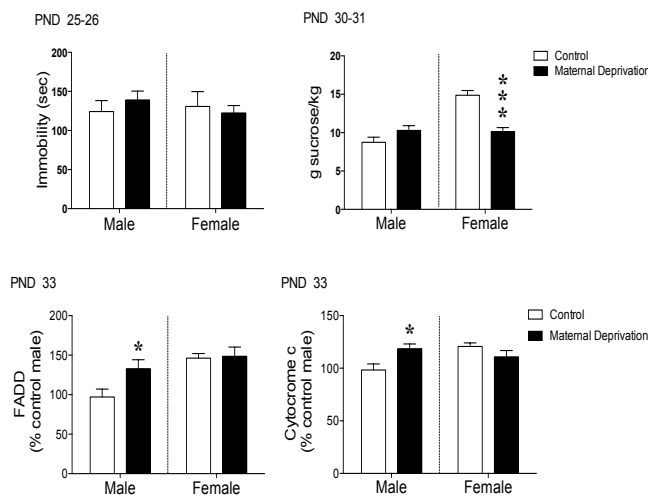 PND 25-26
PND 30-31
Immobility (sec)
200
150
100
50
0
Male
Female
g sucrose/kg
20
15
10
5
0
***
Male
Female
Control
Maternal Deprivation
PND 33
PND 33
FADD
(% control male)
200
150
100
50
0
*
Male
Female
Cytocrome c
(% control male)
150
100
50
0
*
Male
Female
Control
Maternal Deprivation